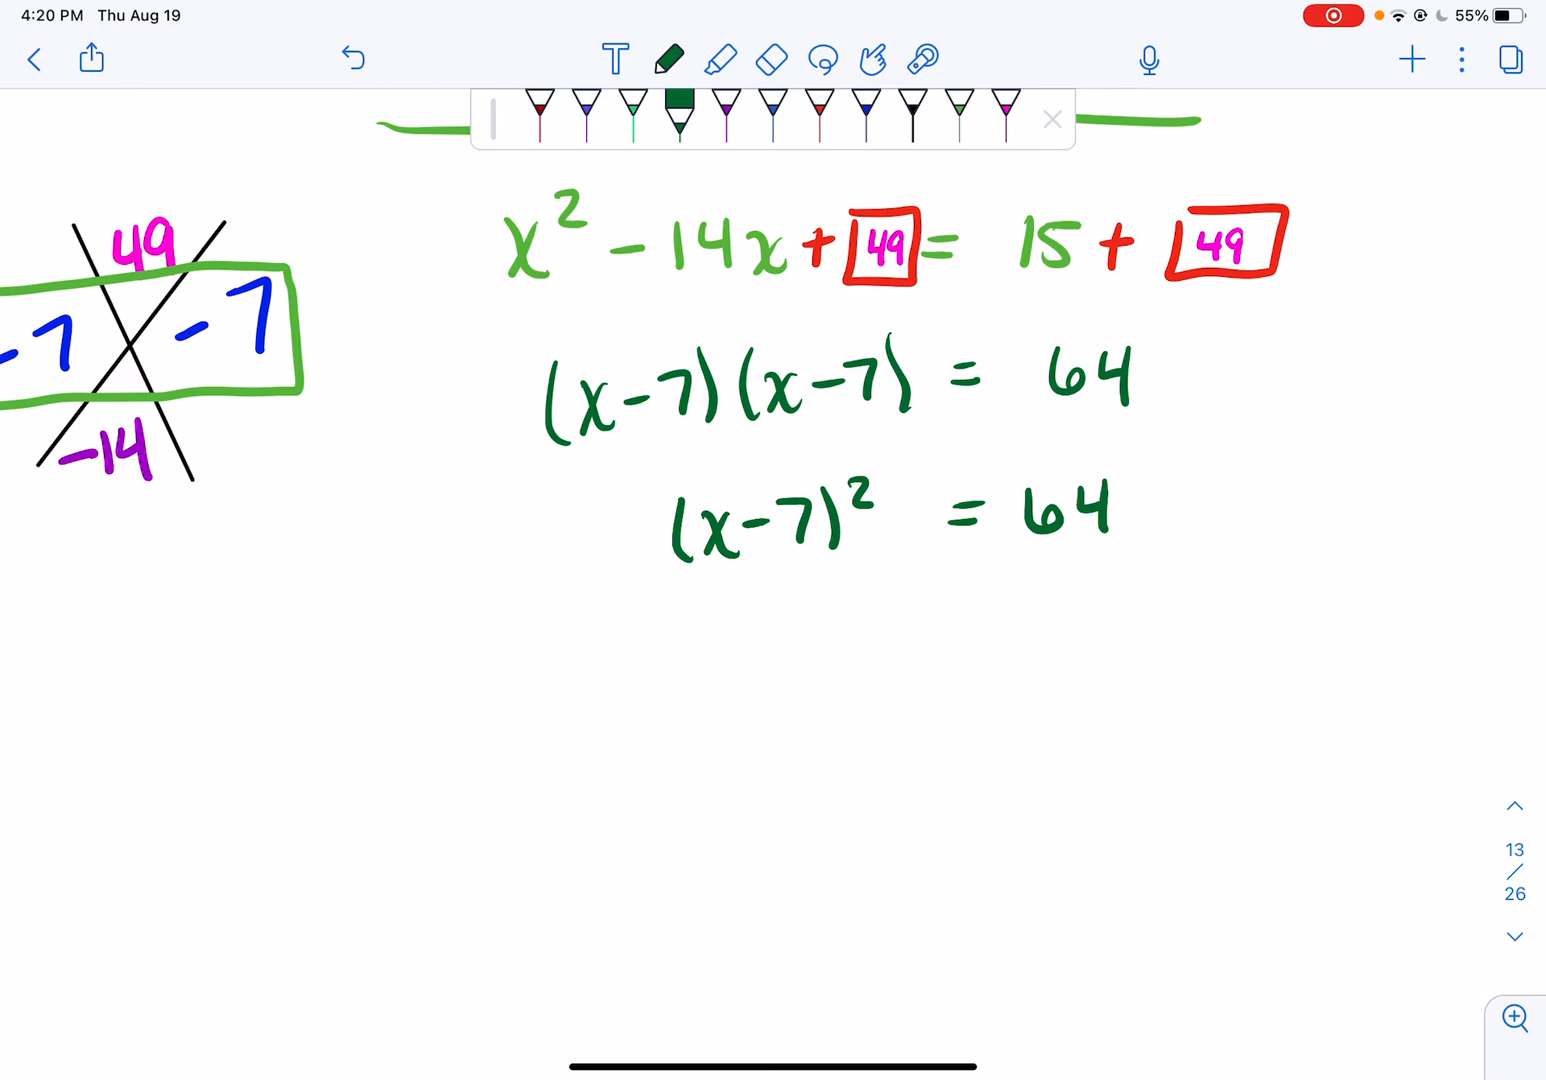 4:20 PM Thu Aug 19
55%
T
49
-7 -7
-14
x² - 14x + 49 = 15 + 49
(x-7)(x-7) = 64
(x-7)² = 64
13
/
26